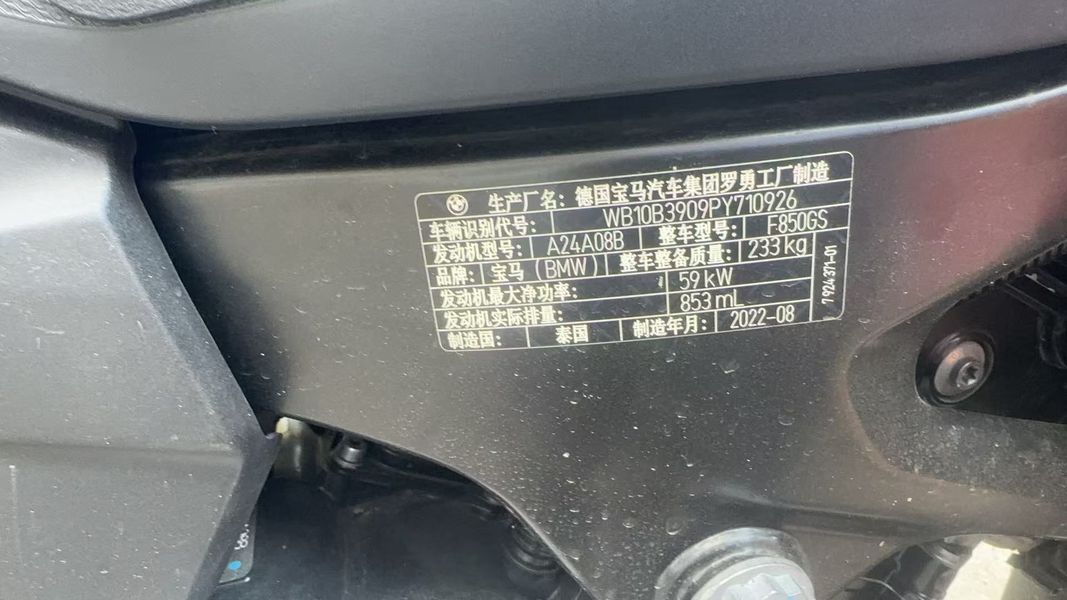 生产厂名：德国宝马汽车集团罗勇工厂制造
车辆识别代号： WB10B3909PY710926
发动机型号： A24A08B 整车型号： F850GS
品牌： 宝马（BMW） 整车整备质量： 233kg
发动机最大净功率： 59kW
发动机实际排量： 853mL
制造国： 泰国 制造年月： 2022-08
7 924 371-01